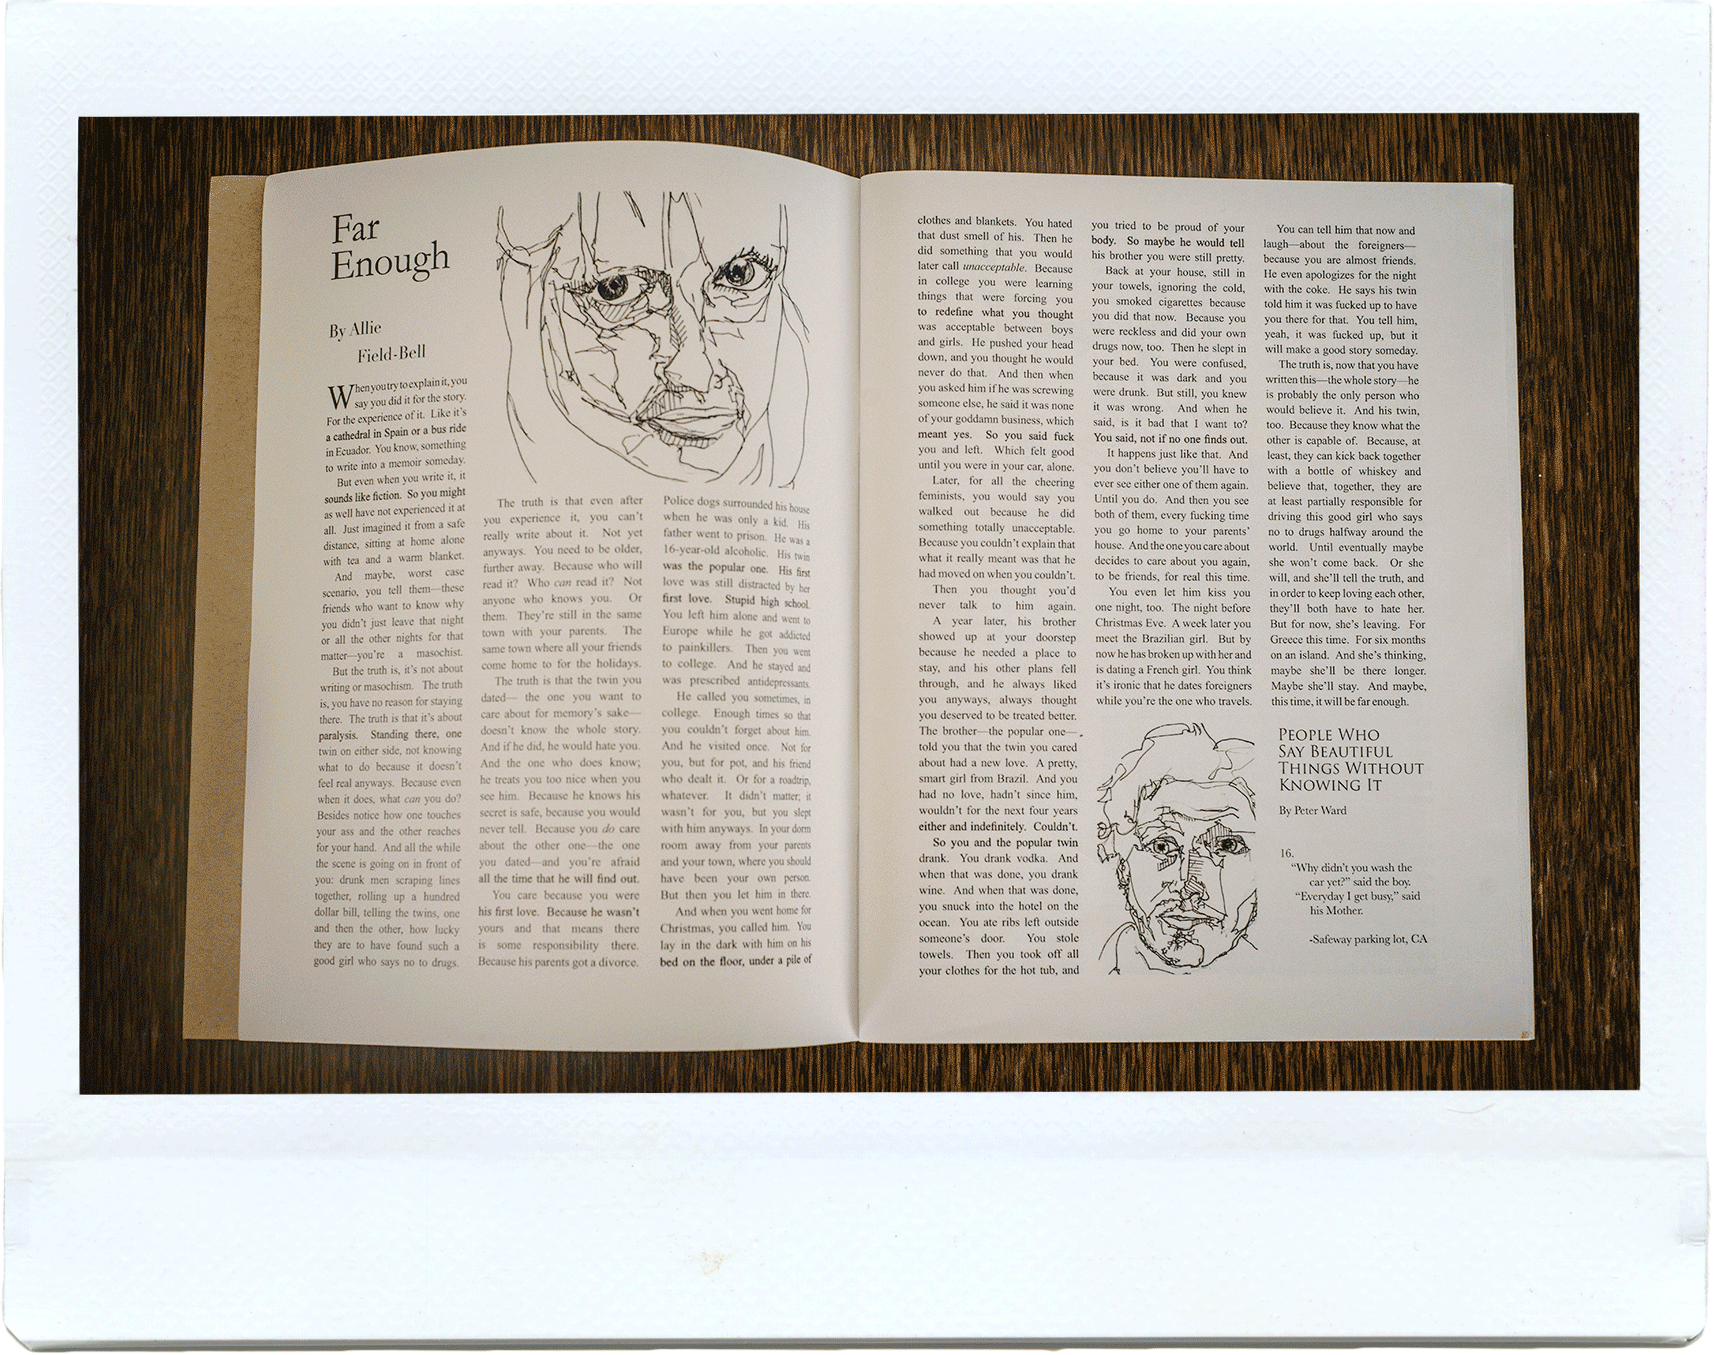 Far
Enough
By Allie
Field-Bell
When you try to explain it, you
say you did it for the story.
For the experience of it. Like it's
a cathedral in Spain or a bus ride
in Ecuador. You know, something
to write into a memoir someday.
But even when you write it, it
sounds like fiction. So you might
as well have not experienced it at
all. Just imagined it from a safe
distance, sitting at home alone
with tea and a warm blanket.
And maybe, worst case
scenario, you tell them—these
friends who want to know why
you didn't just leave that night
or all the other nights for that
matter—you're a masochist.
But the truth is, it's not about
writing or masochism. The truth
is, you have no reason for staying
there. The truth is that it's about
paralysis. Standing there, one
twin on either side, not knowing
what to do because it doesn't
feel real anyways. Because even
when it does, what can you do?
Besides notice how one touches
your ass and the other reaches
for your hand. And all the while
the scene is going on in front of
you: drunk men scraping lines
together, rolling up a hundred
dollar bill, telling the twins, one
and then the other, how lucky
they are to have found such a
good girl who says no to drugs.
The truth is that even after
you experience it, you can't
really write about it. Not yet
anyways. You need to be older,
further away. Because who will
read it? Who can read it? Not
anyone who knows you. Or
them. They're still in the same
town with your parents. The
same town where all your friends
come home to for the holidays.
The truth is that the twin you
dated— the one you want to
care about for memory's sake—
doesn't know the whole story.
And if he did, he would hate you.
And the one who does know;
he treats you too nice when you
see him. Because he knows his
secret is safe, because you would
never tell. Because you do care
about the other one—the one
you dated—and you're afraid
all the time that he will find out.
You care because you were
his first love. Because he wasn't
yours and that means there
is some responsibility there.
Because his parents got a divorce.
Police dogs surrounded his house
when he was only a kid. His
father went to prison. He was a
16-year-old alcoholic. His twin
was the popular one. His first
love was still distracted by her
first love. Stupid high school.
You left him alone and went to
Europe while he got addicted
to painkillers. Then you went
to college. And he stayed and
was prescribed antidepressants.
He called you sometimes, in
college. Enough times so that
you couldn't forget about him.
And he visited once. Not for
you, but for pot, and his friend
who dealt it. Or for a roadtrip,
whatever. It didn't matter; it
wasn't for you, but you slept
with him anyways. In your dorm
room away from your parents
and your town, where you should
have been your own person.
But then you let him in there.
And when you went home for
Christmas, you called him. You
lay in the dark with him on his
bed on the floor, under a pile of
clothes and blankets. You hated
that dust smell of his. Then he
did something that you would
later call unacceptable. Because
in college you were learning
things that were forcing you
to redefine what you thought
was acceptable between boys
and girls. He pushed your head
down, and you thought he would
never do that. And then when
you asked him if he was screwing
someone else, he said it was none
of your goddamn business, which
meant yes. So you said fuck
you and left. Which felt good
until you were in your car, alone.
Later, for all the cheering
feminists, you would say you
walked out because he did
something totally unacceptable.
Because you couldn't explain that
what it really meant was that he
had moved on when you couldn't.
Then you thought you'd
never talk to him again.
A year later, his brother
showed up at your doorstep
because he needed a place to
stay, and his other plans fell
through, and he always liked
you anyways, always thought
you deserved to be treated better.
The brother—the popular one—
told you that the twin you cared
about had a new love. A pretty,
smart girl from Brazil. And you
had no love, hadn't since him,
wouldn't for the next four years
either and indefinitely. Couldn't.
So you and the popular twin
drank. You drank vodka. And
when that was done, you drank
wine. And when that was done,
you snuck into the hotel on the
ocean. You ate ribs left outside
someone's door. You stole
towels. Then you took off all
your clothes for the hot tub, and
you tried to be proud of your
body. So maybe he would tell
his brother you were still pretty.
Back at your house, still in
your towels, ignoring the cold,
you smoked cigarettes because
you did that now. Because you
were reckless and did your own
drugs now, too. Then he slept in
your bed. You were confused,
because it was dark and you
were drunk. But still, you knew
it was wrong. And when he
said, is it bad that I want to?
You said, not if no one finds out.
It happens just like that. And
you don't believe you'll have to
ever see either one of them again.
Until you do. And then you see
both of them, every fucking time
you go home to your parents'
house. And the one you care about
decides to care about you, again,
to be friends, for real this time.
You even let him kiss you
one night, too. The night before
Christmas Eve. A week later you
meet the Brazilian girl. But by
now he has broken up with her and
is dating a French girl. You think
it's ironic that he dates foreigners
while you're the one who travels.
You can tell him that now and
laugh—about the foreigners—
because you are almost friends.
He even apologizes for the night
with the coke. He says his twin
told him it was fucked up to have
you there for that. You tell him,
yeah, it was fucked up, but it
will make a good story someday.
The truth is, now that you have
written this—the whole story—he
is probably the only person who
would believe it. And his twin,
too. Because they know what the
other is capable of. Because, at
least, they can kick back together
with a bottle of whiskey and
believe that, together, they are
at least partially responsible for
driving this good girl who says
no to drugs halfway around the
world. Until eventually maybe
she won't come back. Or she
will, and she'll tell the truth, and
in order to keep loving each other,
they'll both have to hate her.
But for now, she's leaving. For
Greece this time. For six months
on an island. And she's thinking,
maybe she'll be there longer.
Maybe she'll stay. And maybe,
this time, it will be far enough.
PEOPLE WHO
SAY BEAUTIFUL
THINGS WITHOUT
KNOWING IT
By Peter Ward
16.
“Why didn't you wash the
car yet?” said the boy.
“Everyday I get busy,” said
his Mother.
-Safeway parking lot, CA